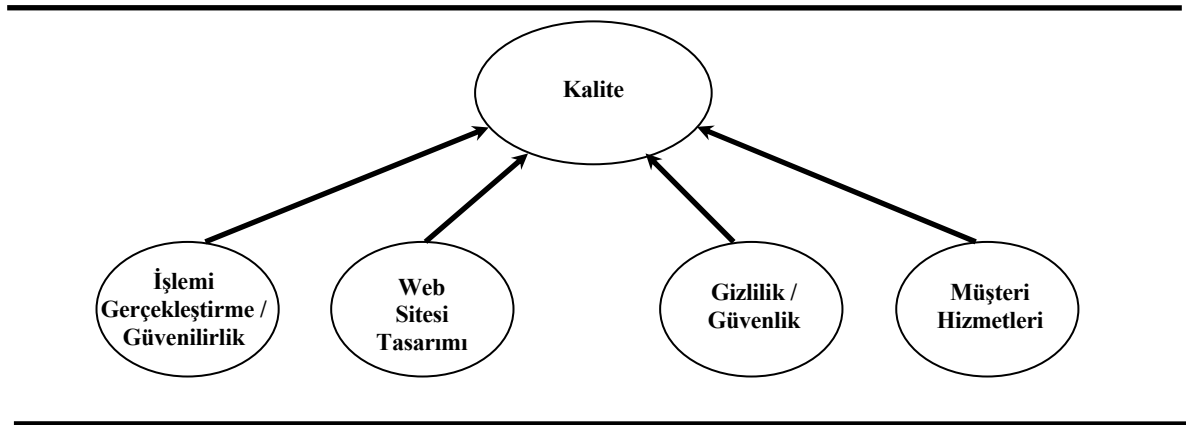 Kalite
İşlemi
Gerçekleştirme /
Güvenilirlik
Web
Sitesi
Tasarımı
Gizlilik /
Güvenlik
Müşteri
Hizmetleri